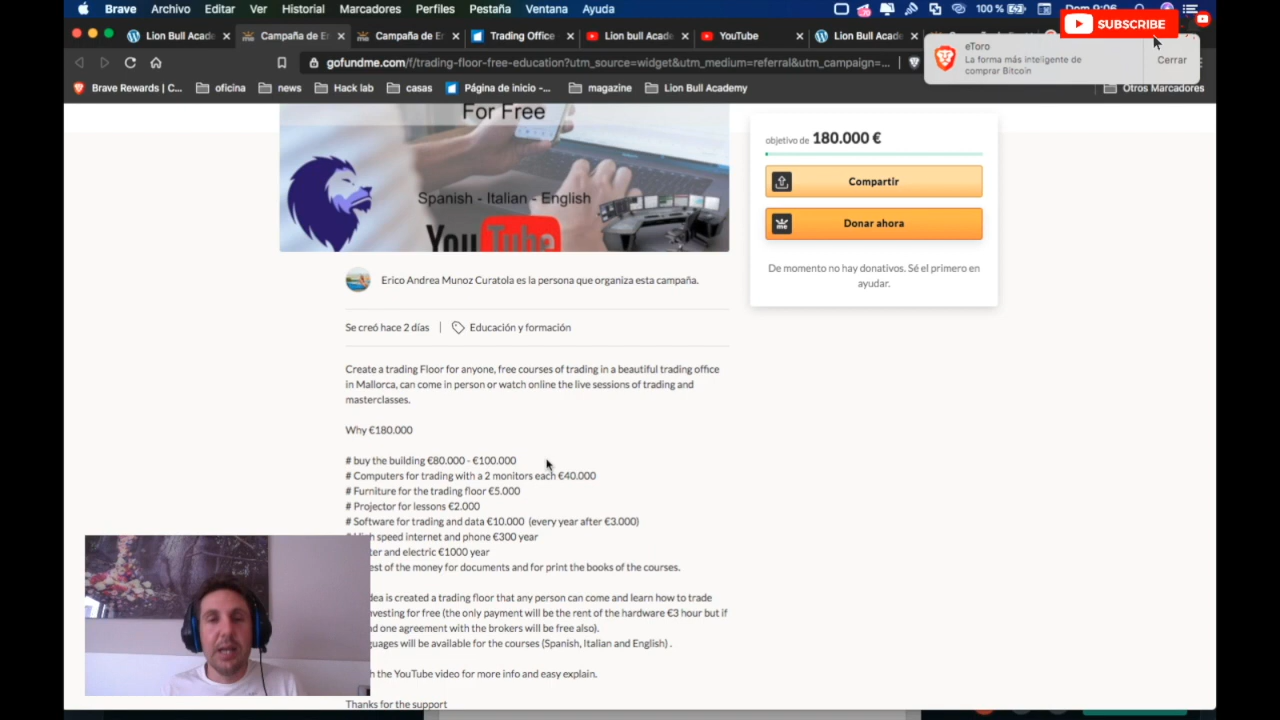 Brave Archivo Editar Ver Historial Marcadores Perfiles Pestaña Ventana Ayuda 100 % Dom 9:06
SUBSCRIBE
Lion Bull Acade
Campaña de E
Campaña de E
Trading Office
Lion bull Acade
YouTube
Lion Bull Acade
eToro
La forma más inteligente de
comprar Bitcoin
Cerrar
gofundme.com/f/trading-floor-free-education?utm_source=widget&utm_medium=referral&utm_campaign=...
Brave Rewards | C... oficina news Hack lab casas Página de inicio -... magazine Lion Bull Academy Otros Marcadores
For Free
Spanish - Italian - English
YouTube
objetivo de 180.000 €
Compartir
Donar ahora
De momento no hay donativos. Sé el primero en
ayudar.
Erico Andrea Munoz Curatola es la persona que organiza esta campaña.
Se creó hace 2 días | Educación y formación
Create a trading Floor for anyone, free courses of trading in a beautiful trading office
in Mallorca, can come in person or watch online the live sessions of trading and
masterclasses.
Why €180.000
# buy the building €80.000 - €100.000
# Computers for trading with a 2 monitors each €40.000
# Furniture for the trading floor €5.000
# Projector for lessons €2.000
# Software for trading and data €10.000 (every year after €3.000)
speed internet and phone €300 year
and electric €1000 year
of the money for documents and for print the books of the courses.
is created a trading floor that any person can come and learn how to trade
for free (the only payment will be the rent of the hardware €3 hour but if
one agreement with the brokers will be free also).
will be available for the courses (Spanish, Italian and English) .
the YouTube video for more info and easy explain.
Thanks for the support